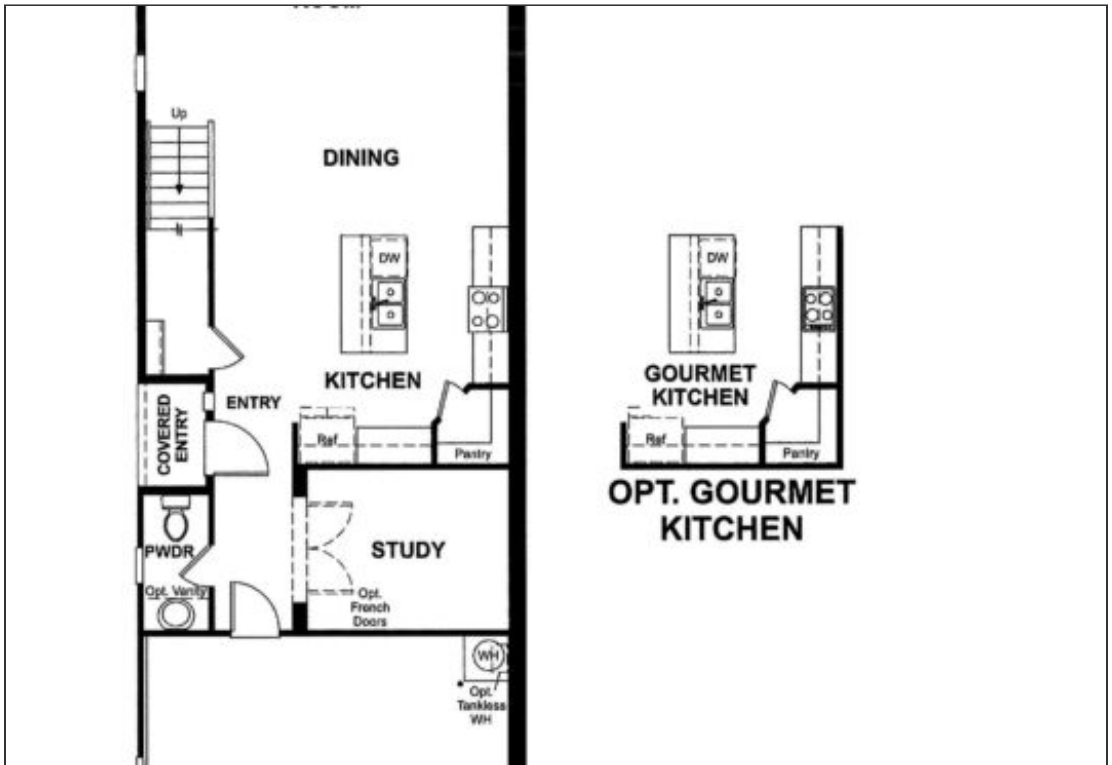 Up
DINING
DW
KITCHEN
ENTRY
COVERED
ENTRY
Ref
Pantry
PWDR
Opt. Vanity
STUDY
Opt.
French
Doors
WH
Opt.
Tankless
WH
DW
GOURMET
KITCHEN
Ref
Pantry
OPT. GOURMET
KITCHEN